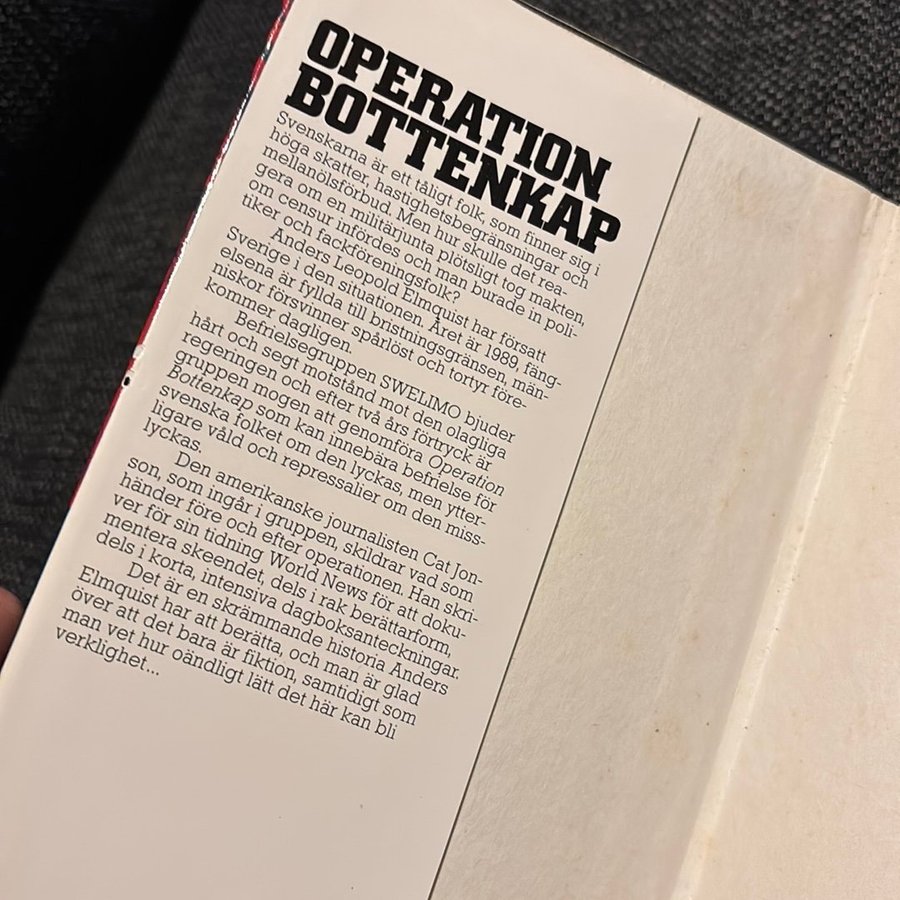 OPERATION
BOTTENKAP
Svenskarna är ett tåligt folk, som finner sig i
höga skatter, hastighetsbegränsningar och
mellanölsförbud. Men hur skulle det rea-
gera om en militärjunta plötsligt tog makten,
om censur infördes och man burade in poli-
tiker och fackföreningsfolk?
Anders Leopold Elmquist har försatt
Sverige i den situationen. Året är 1989, fäng-
elsena är fyllda till bristningsgränsen, män-
niskor försvinner spårlöst och tortyr före-
kommer dagligen.
Befrielsegruppen SWELIMO bjuder
hårt och segt motstånd mot den olagliga
regeringen och efter två års förtryck är
gruppen mogen att genomföra Operation
Bottenkap som kan innebära befrielse för
svenska folket om den lyckas, men ytter-
ligare våld och repressalier om den miss-
lyckas.
Den amerikanske journalisten Cat Jon-
son, som ingår i gruppen, skildrar vad som
händer före och efter operationen. Han skri-
ver för sin tidning World News för att doku-
mentera skeendet, dels i rak berättarform,
dels i korta, intensiva dagboksanteckningar.
Det är en skrämmande historia Anders
Elmquist har att berätta, och man är glad
över att det bara är fiktion, samtidigt som
man vet hur oändligt lätt det här kan bli
verklighet...